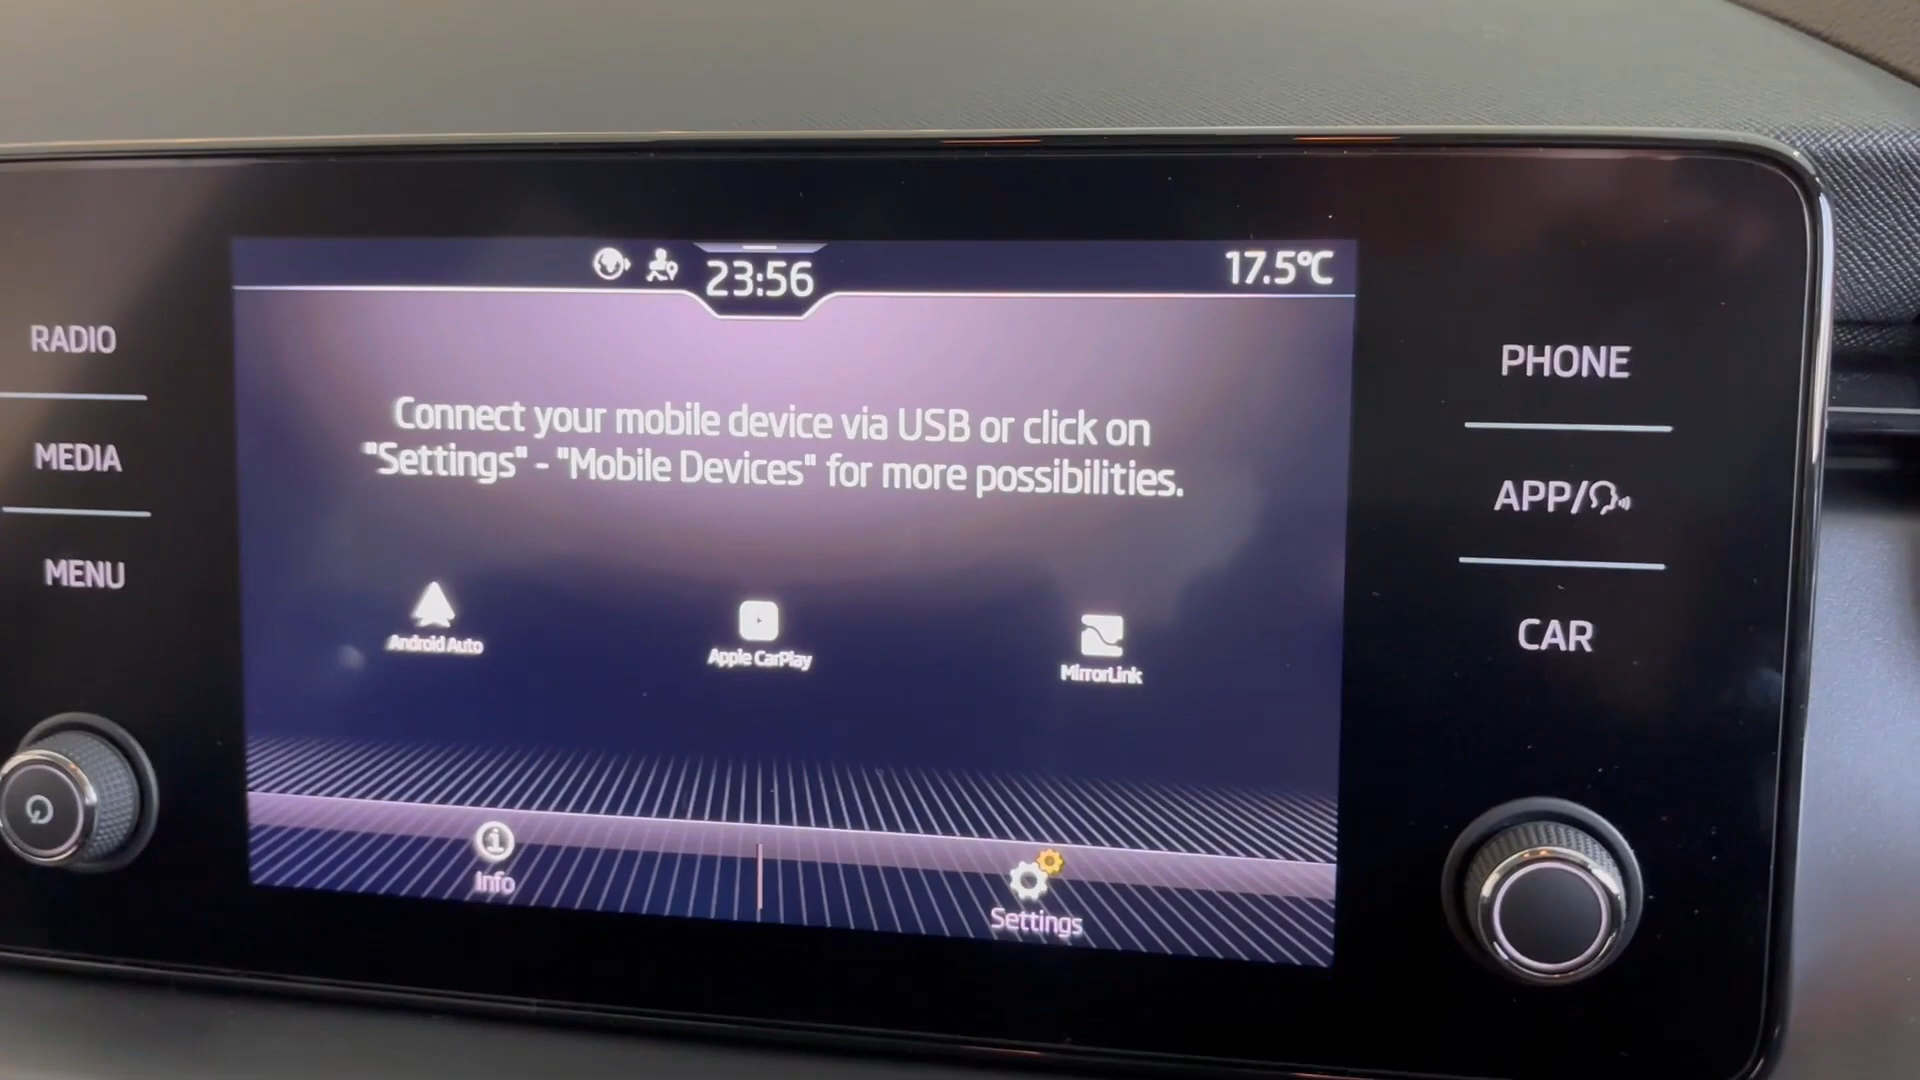 23:56
17.5°C
RADIO
MEDIA
MENU
Connect your mobile device via USB or click on
"Settings" - "Mobile Devices" for more possibilities.
Android Auto
Apple CarPlay
MirrorLink
Info
Settings
PHONE
APP/
CAR